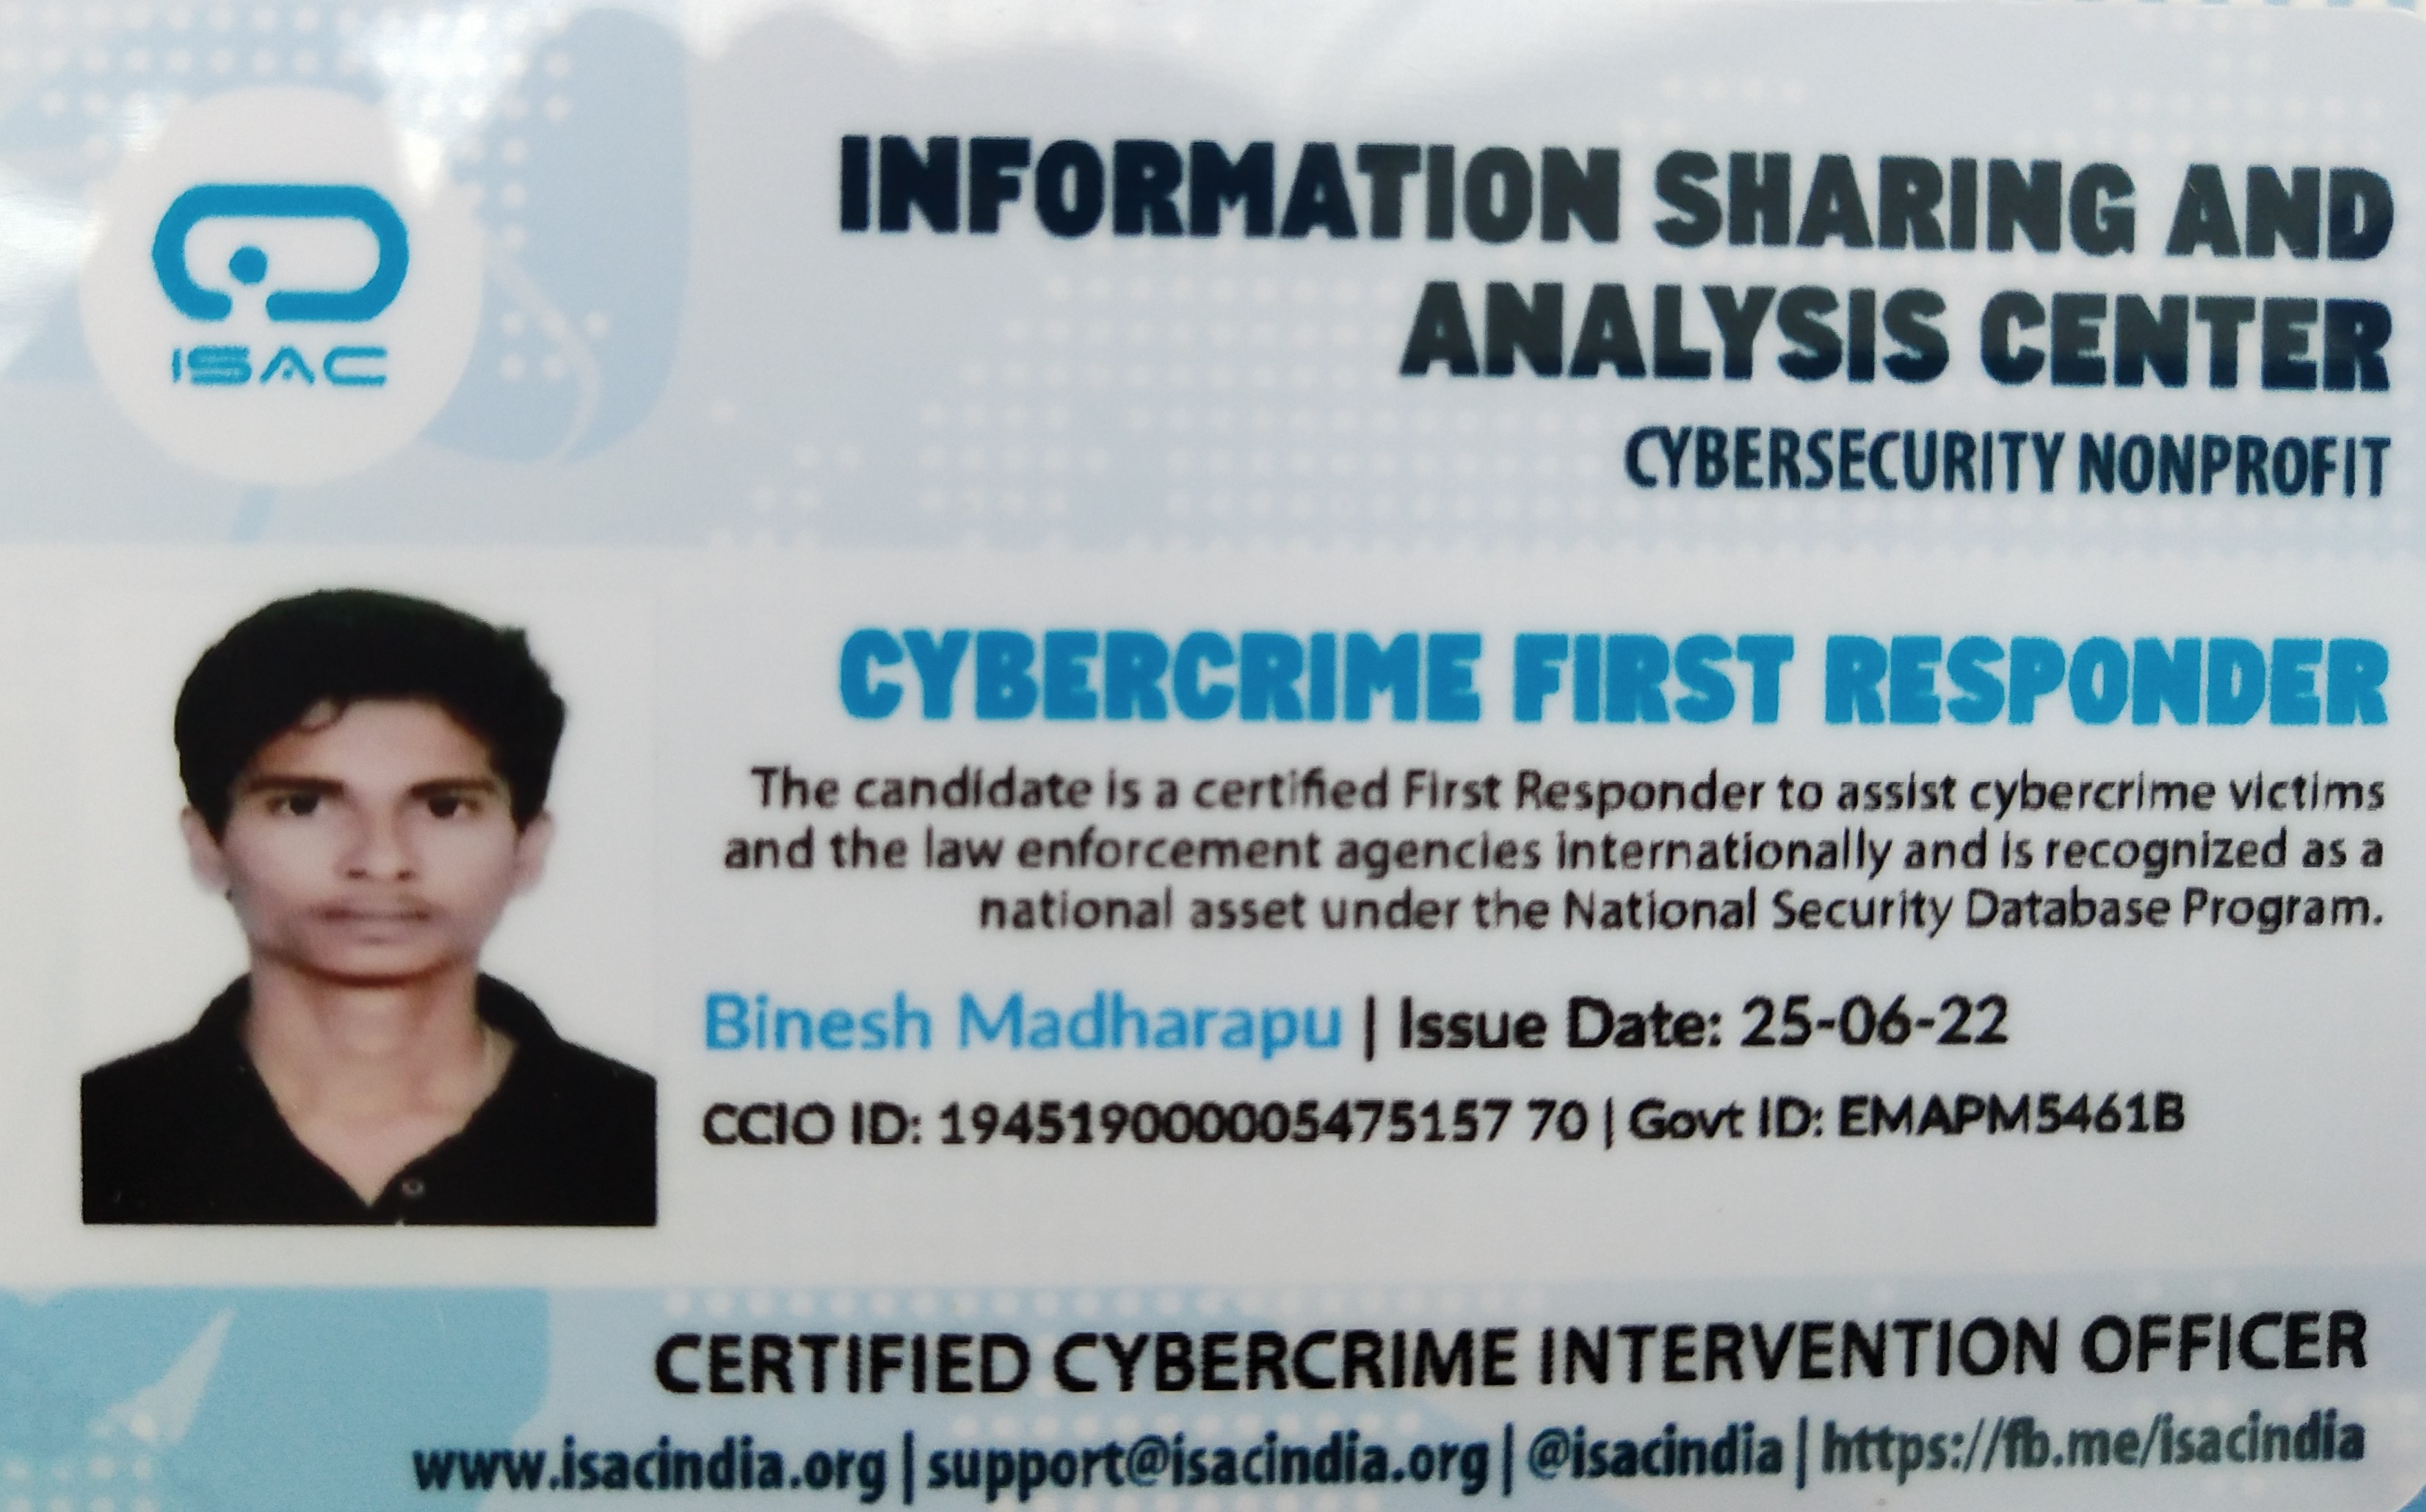 ISAC
INFORMATION SHARING AND
ANALYSIS CENTER
CYBERSECURITY NONPROFIT
CYBERCRIME FIRST RESPONDER
The candidate is a certified First Responder to assist cybercrime victims
and the law enforcement agencies internationally and is recognized as a
national asset under the National Security Database Program.
Binesh Madharapu | Issue Date: 25-06-22
CCIO ID: 194519000005475157 70 | Govt ID: EMAPM5461B
CERTIFIED CYBERCRIME INTERVENTION OFFICER
www.isacindia.org | support@isacindia.org | @isacindia | https://fb.me/isacindia